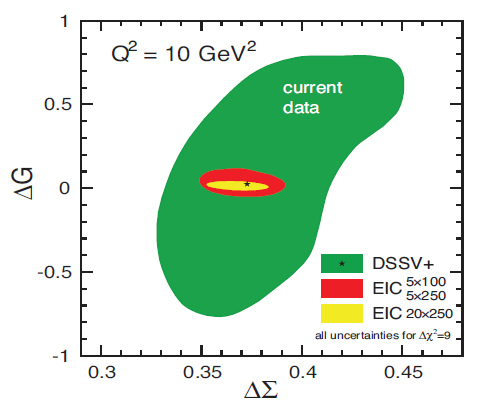 Q² = 10 GeV²
current
data
ΔG
1
0.5
0
-0.5
-1
DSSV+
EIC 5×100
5×250
EIC 20×250
all uncertainties for Δχ²=9
0.3
0.35
0.4
0.45
ΔΣ